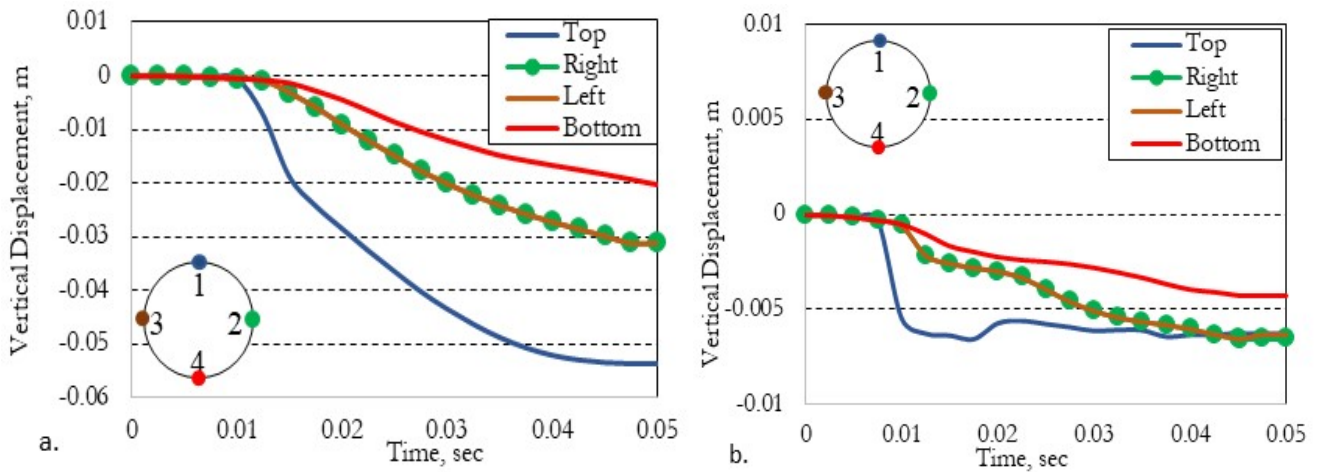 0.01
0
-0.01
-0.02
-0.03
-0.04
-0.05
-0.06
Vertical Displacement, m
Top
Right
Left
Bottom
1
3
2
4
0
0.01
0.02
0.03
0.04
0.05
Time, sec
a.
0.01
0.005
0
-0.005
-0.01
Vertical Displacement, m
1
3
2
4
Top
Right
Left
Bottom
0
0.01
0.02
0.03
0.04
0.05
Time, sec
b.